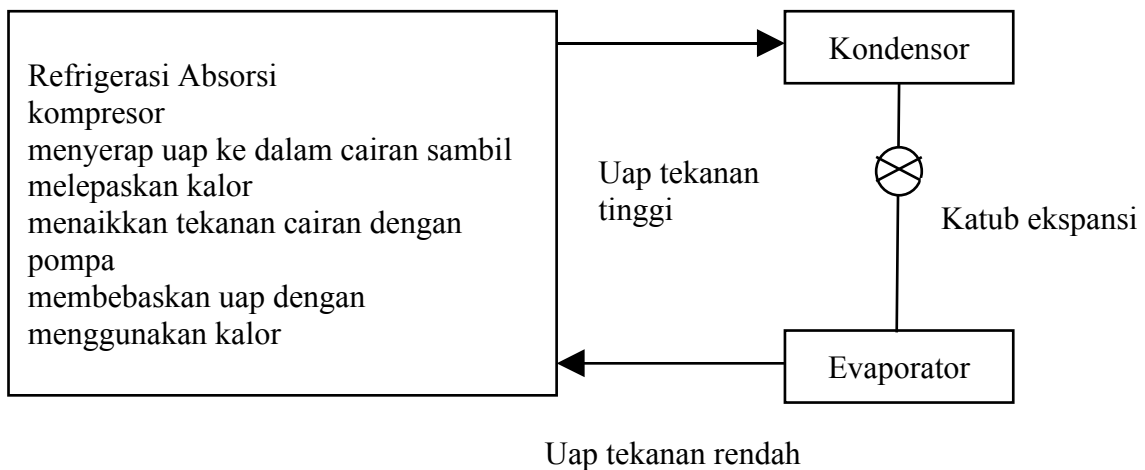 Refrigerasi Absorsi
kompresor
menyerap uap ke dalam cairan sambil
melepaskan kalor
menaikkan tekanan cairan dengan
pompa
membebaskan uap dengan
menggunakan kalor
Kondensor
Uap tekanan
tinggi
Katub ekspansi
Evaporator
Uap tekanan rendah